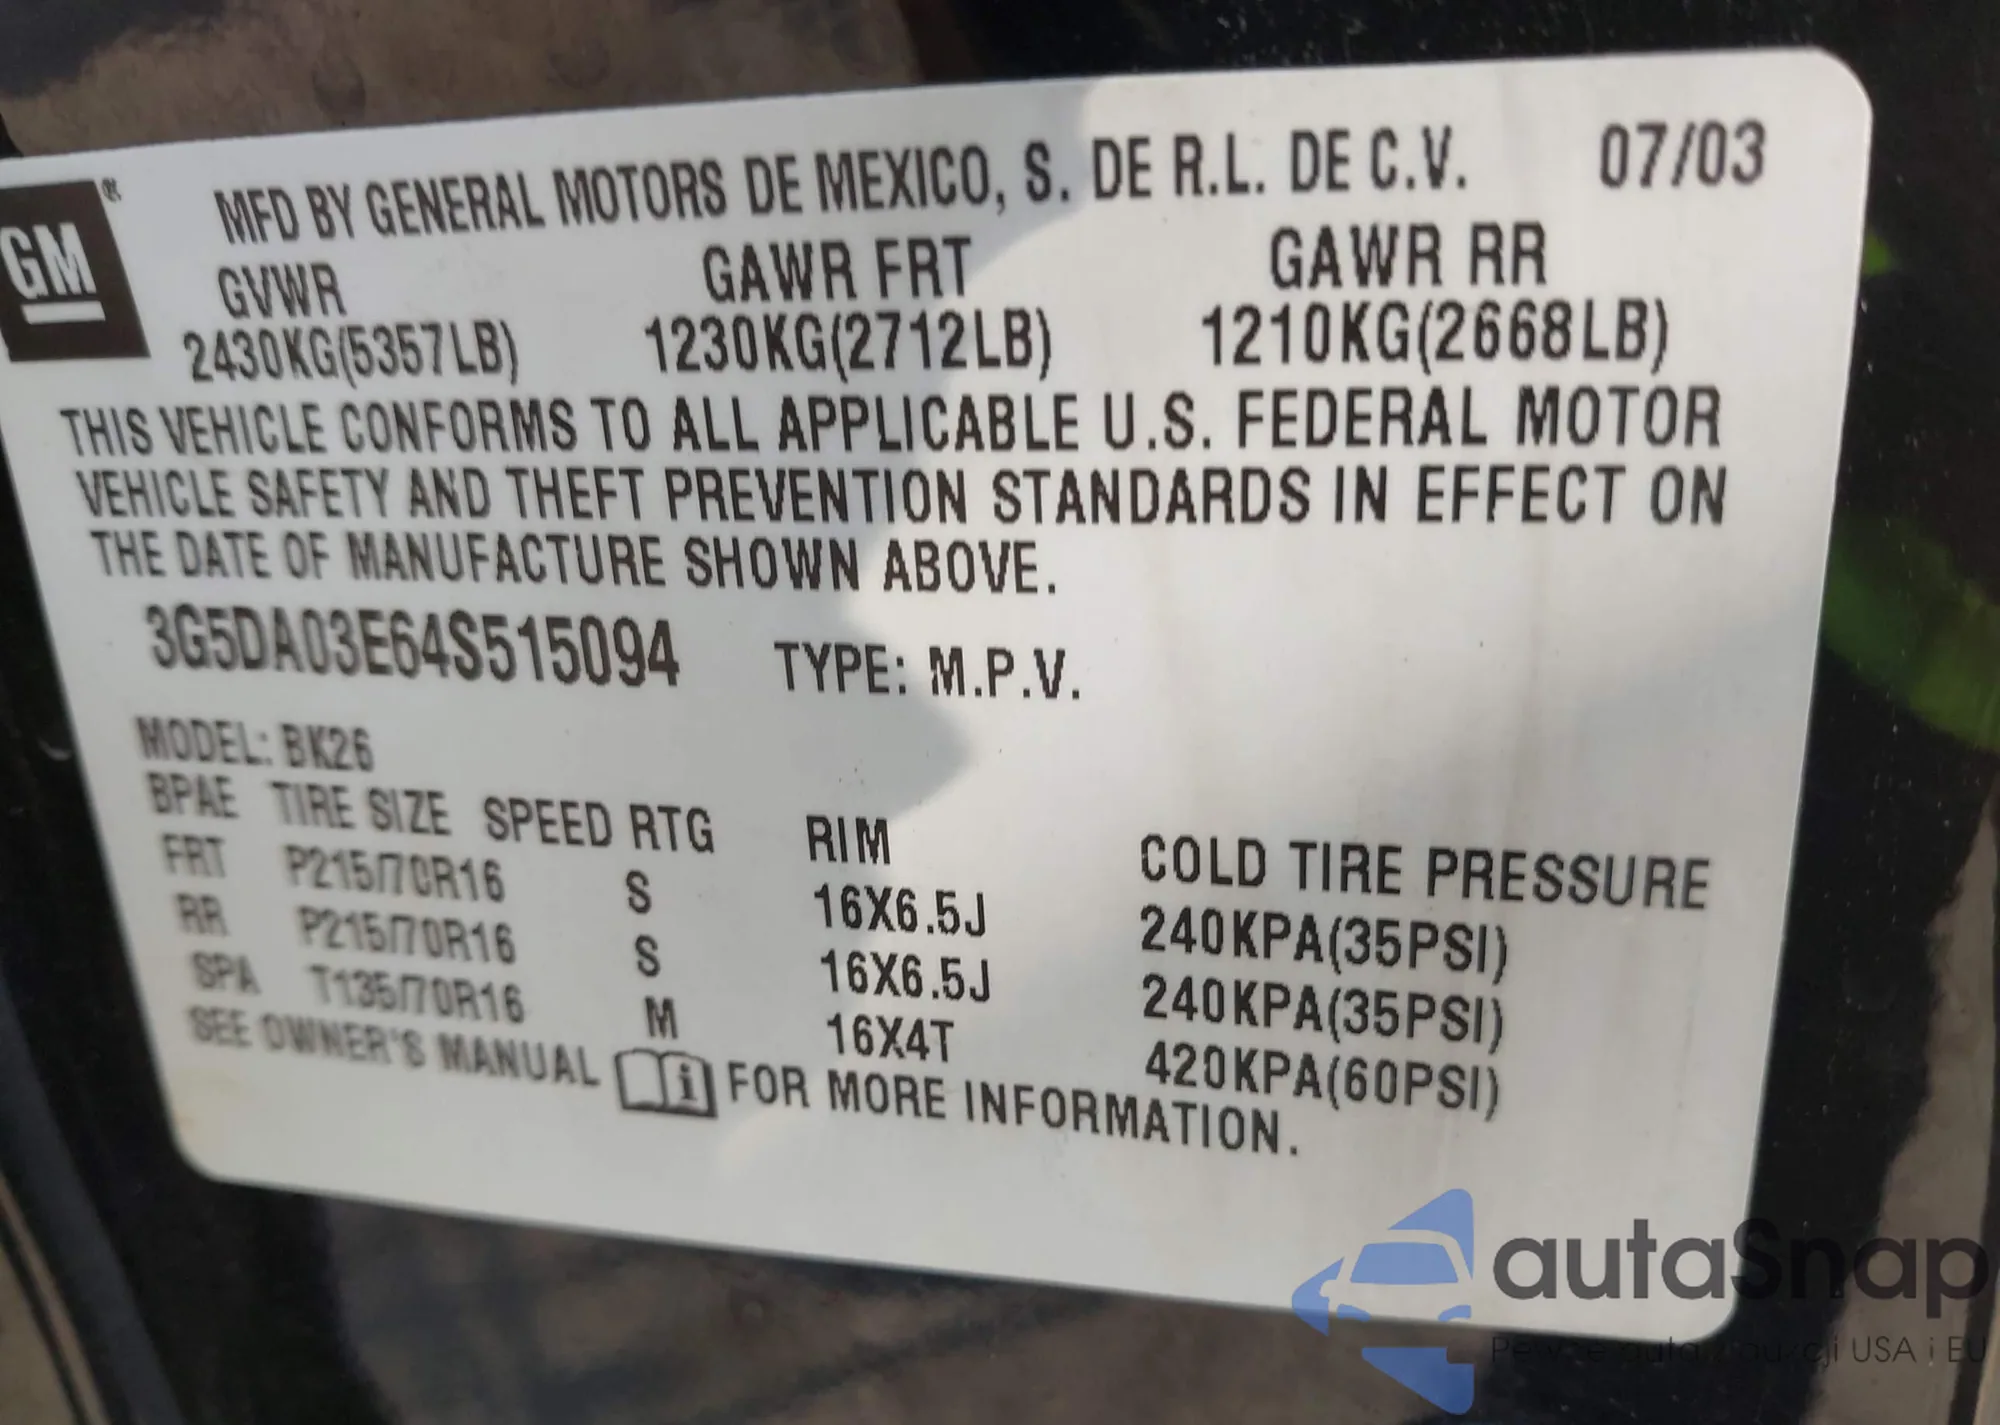 GM®
MFD BY GENERAL MOTORS DE MEXICO, S. DE R.L. DE C.V. 07/03
GVWR GAWR FRT GAWR RR
2430KG(5357LB) 1230KG(2712LB) 1210KG(2668LB)
THIS VEHICLE CONFORMS TO ALL APPLICABLE U.S. FEDERAL MOTOR
VEHICLE SAFETY AND THEFT PREVENTION STANDARDS IN EFFECT ON
THE DATE OF MANUFACTURE SHOWN ABOVE.
3G5DA03E64S515094 TYPE: M.P.V.
MODEL: BK26
BPAE TIRE SIZE SPEED RTG RIM COLD TIRE PRESSURE
FRT P215/70R16 S 16X6.5J 240KPA(35PSI)
RR P215/70R16 S 16X6.5J 240KPA(35PSI)
SPA T135/70R16 M 16X4T 420KPA(60PSI)
SEE OWNER'S MANUAL i FOR MORE INFORMATION.
autaSnap
auta z aukcji USA i EU